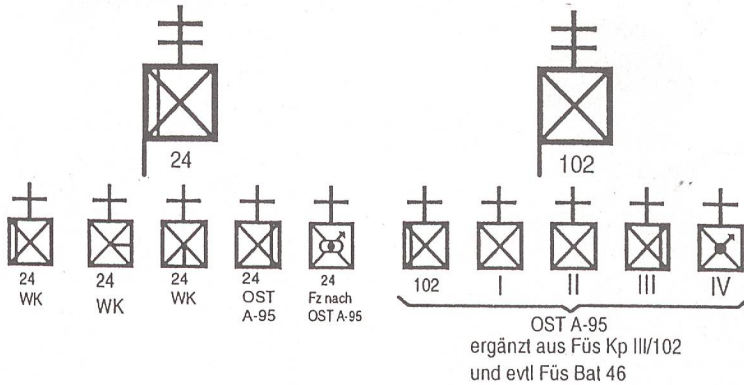 24
102
24
WK
24
WK
24
WK
24
OST
A-95
24
Fz nach
OST A-95
102
I
II
III
IV
OST A-95
ergänzt aus Füs Kp III/102
und evtl Füs Bat 46